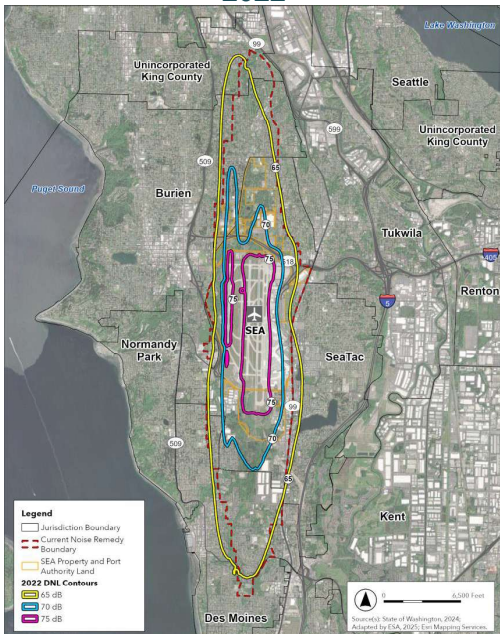 2022
Lake Washington
99
Unincorporated
King County
Seattle
599
Unincorporated
King County
65
509
Puget Sound
Burien
Tukwila
70
405
75
518
Renton
75
5
SEA
Normandy
Park
SeaTac
75
99
70
509
65
Kent
Des Moines
Legend
Jurisdiction Boundary
Current Noise Remedy
Boundary
SEA Property and Port
Authority Land
2022 DNL Contours
65 dB
70 dB
75 dB
0 6,500 Feet
Source(s): State of Washington, 2024;
Adapted by ESA, 2025; Esri Mapping Services.